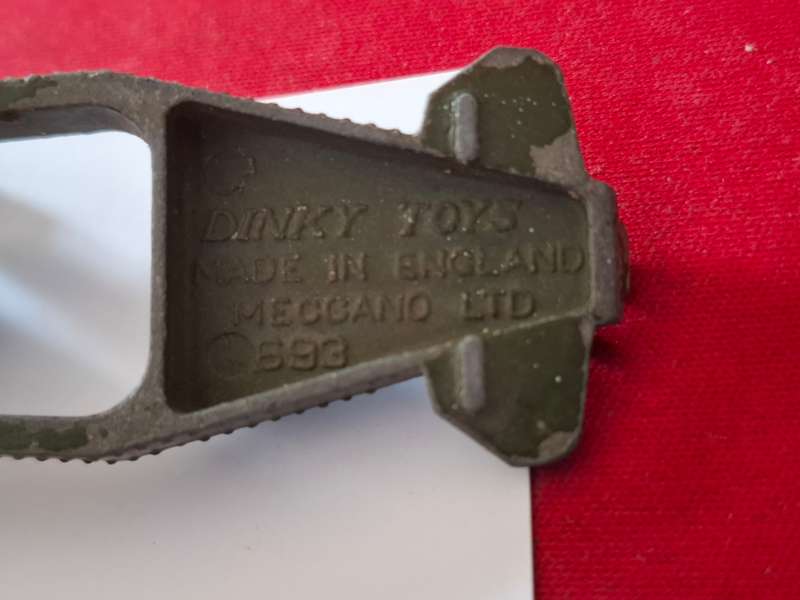 DINKY TOYS
MADE IN ENGLAND
MECCANO LTD
693